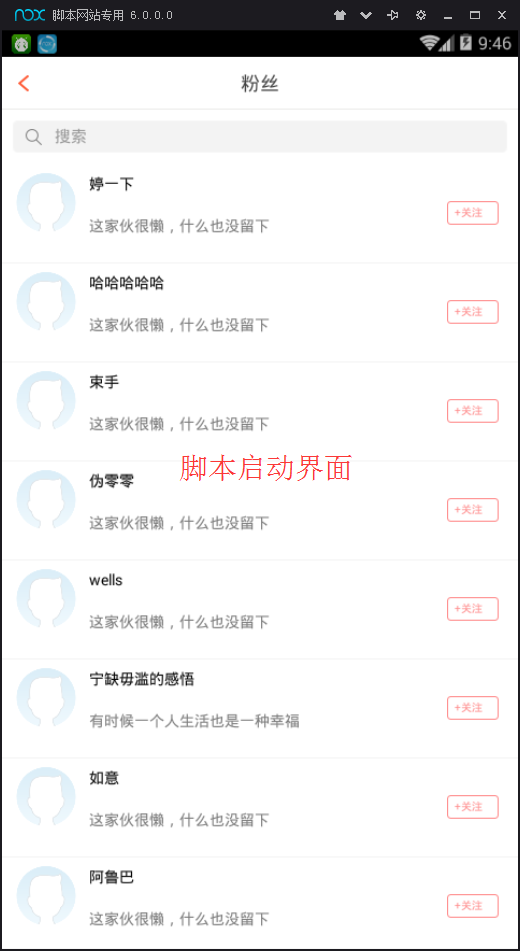 nox 脚本网站专用 6.0.0.0
9:46
粉丝
搜索
婷一下
这家伙很懒，什么也没留下
+关注
哈哈哈哈哈
这家伙很懒，什么也没留下
+关注
束手
这家伙很懒，什么也没留下
+关注
脚本启动界面
伪零零
这家伙很懒，什么也没留下
+关注
wells
这家伙很懒，什么也没留下
+关注
宁缺毋滥的感悟
有时候一个人生活也是一种幸福
+关注
如意
这家伙很懒，什么也没留下
+关注
阿鲁巴
这家伙很懒，什么也没留下
+关注